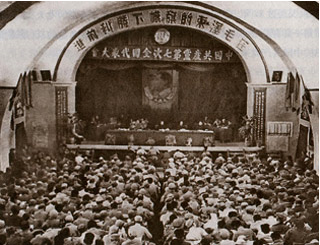 在毛澤東的旗幟下勝利前進
中國共產黨第七次全國代表大會